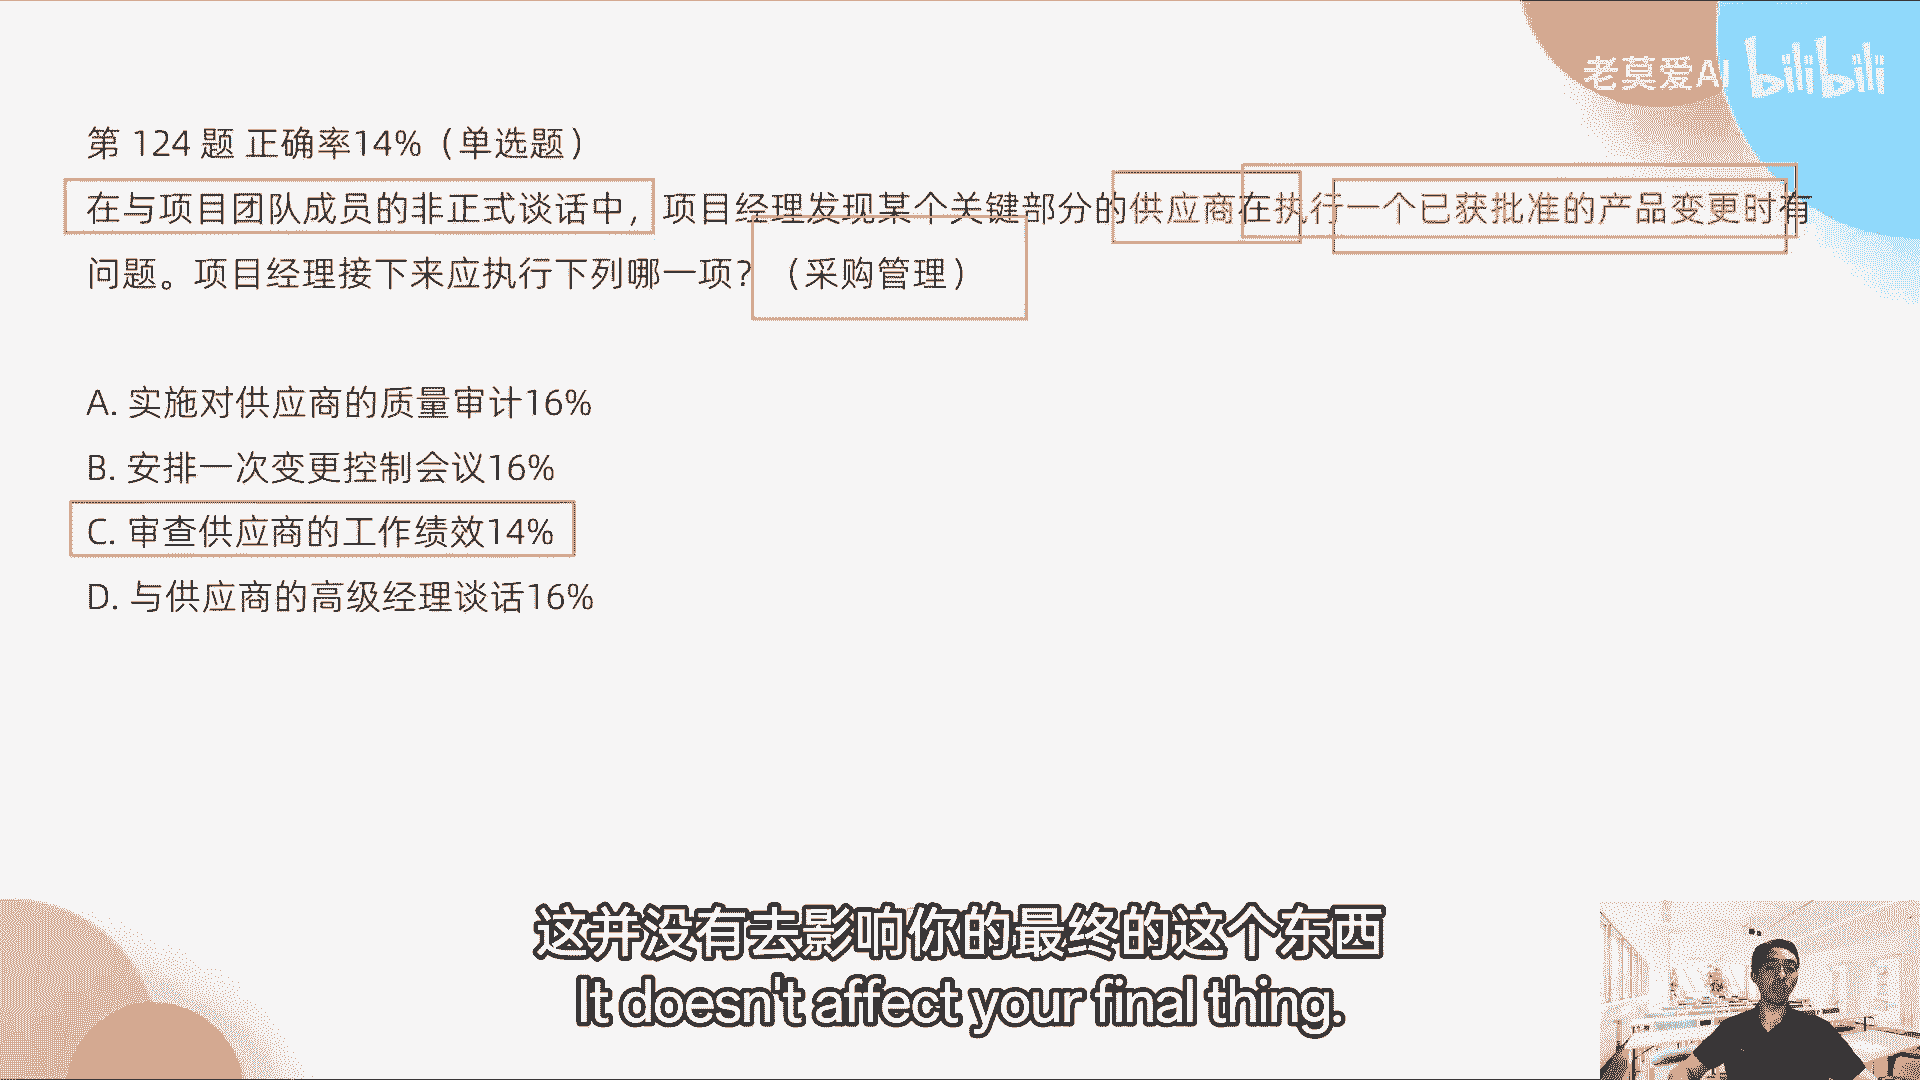 老莫爱AI bilibili
第 124 题 正确率14%（单选题）
在与项目团队成员的非正式谈话中，项目经理发现某个关键部分的供应商在执行一个已获批准的产品变更时有
问题。项目经理接下来应执行下列哪一项？（采购管理）
A. 实施对供应商的质量审计16%
B. 安排一次变更控制会议16%
C. 审查供应商的工作绩效14%
D. 与供应商的高级经理谈话16%
这并没有去影响你的最终的这个东西
It doesn't affect your final thing.